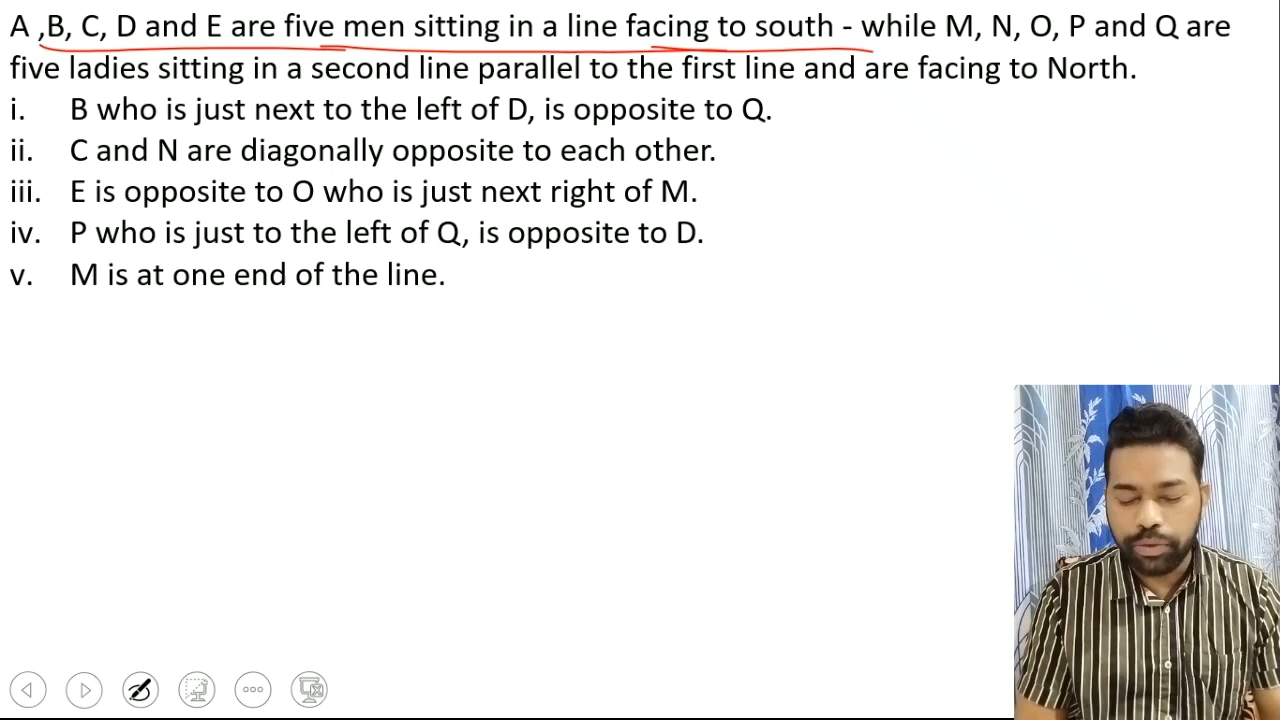 A ,B, C, D and E are five men sitting in a line facing to south - while M, N, O, P and Q are
five ladies sitting in a second line parallel to the first line and are facing to North.
i. B who is just next to the left of D, is opposite to Q.
ii. C and N are diagonally opposite to each other.
iii. E is opposite to O who is just next right of M.
iv. P who is just to the left of Q, is opposite to D.
v. M is at one end of the line.